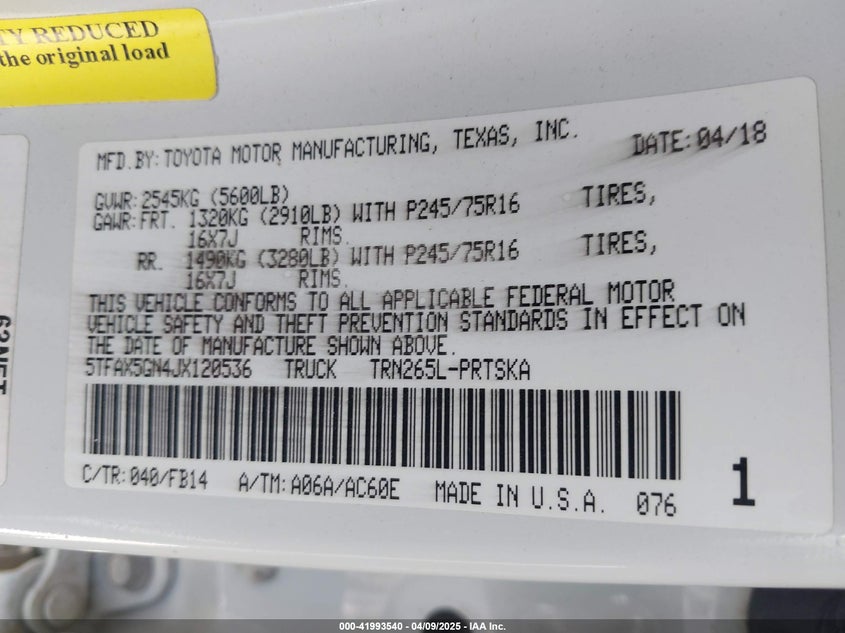 TY REDUCED
the original load
MFD.BY: TOYOTA MOTOR MANUFACTURING, TEXAS, INC. DATE: 04/18
GVWR: 2545KG (5600LB)
GAWR: FRT. 1320KG (2910LB) WITH P245/75R16 TIRES,
16X7J RIMS.
RR. 1490KG (3280LB) WITH P245/75R16 TIRES,
16X7J RIMS.
THIS VEHICLE CONFORMS TO ALL APPLICABLE FEDERAL MOTOR
VEHICLE SAFETY AND THEFT PREVENTION STANDARDS IN EFFECT ON
THE DATE OF MANUFACTURE SHOWN ABOVE.
5TFAX5GN4JX120536 TRUCK TRN265L-PRTSKA
C/TR: 040/FB14 A/TM: A06A/AC60E MADE IN U.S.A. 076
1
000-41993540 - 04/09/2025 - IAA Inc.